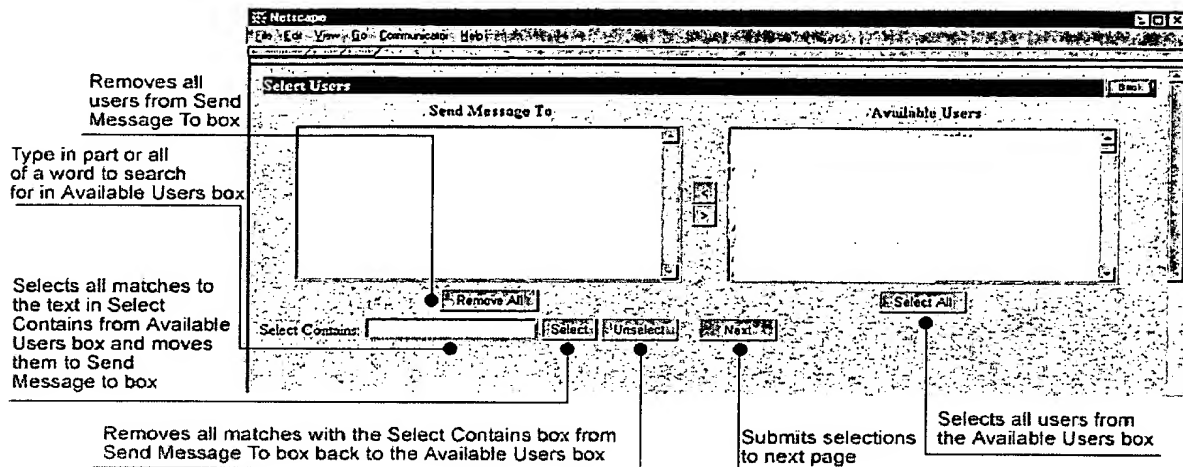 Netscape
File Edit View Go Communicator Help
Select Users
Back
Removes all
users from Send
Message To box
Send Message To
Available Users
Type in part or all
of a word to search
for in Available Users box
<
>
Selects all matches to
the text in Select
Contains from Available
Users box and moves
them to Send
Message to box
Remove All
Select All
Select Contains:
Select
Unselect
Next
Removes all matches with the Select Contains box from
Send Message To box back to the Available Users box
Submits selections
to next page
Selects all users from
the Available Users box